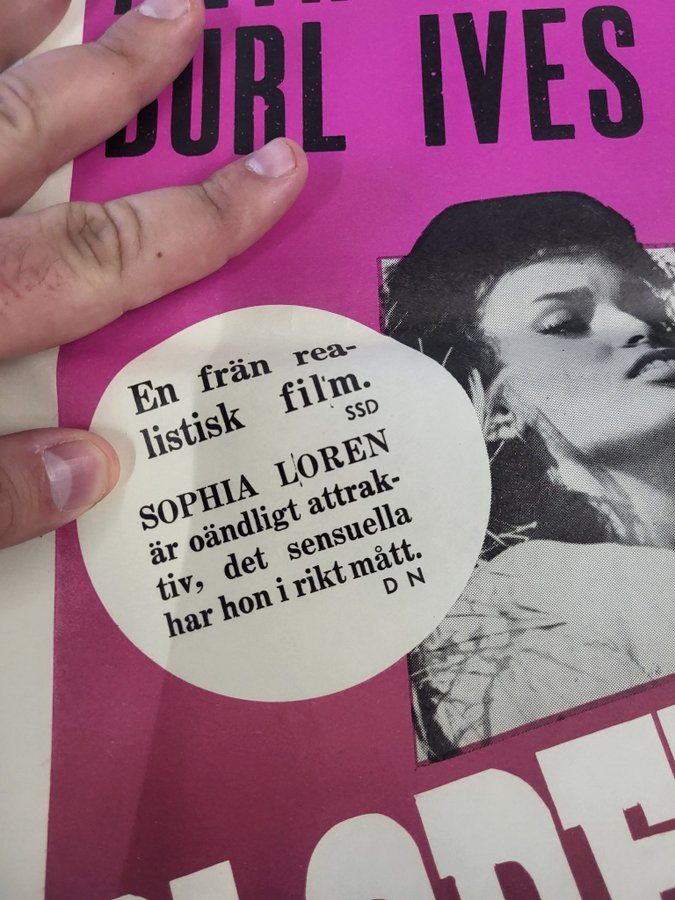 BURL IVES
En frän rea-
listisk film.
SSD
SOPHIA LOREN
är oändligt attrak-
tiv, det sensuella
har hon i rikt mått.
D N